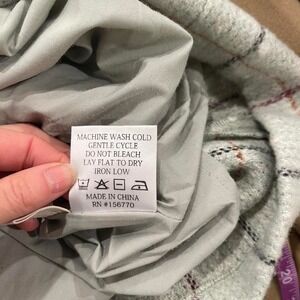 MACHINE WASH COLD
GENTLE CYCLE
DO NOT BLEACH
LAY FLAT TO DRY
IRON LOW
MADE IN CHINA
RN #156770
20